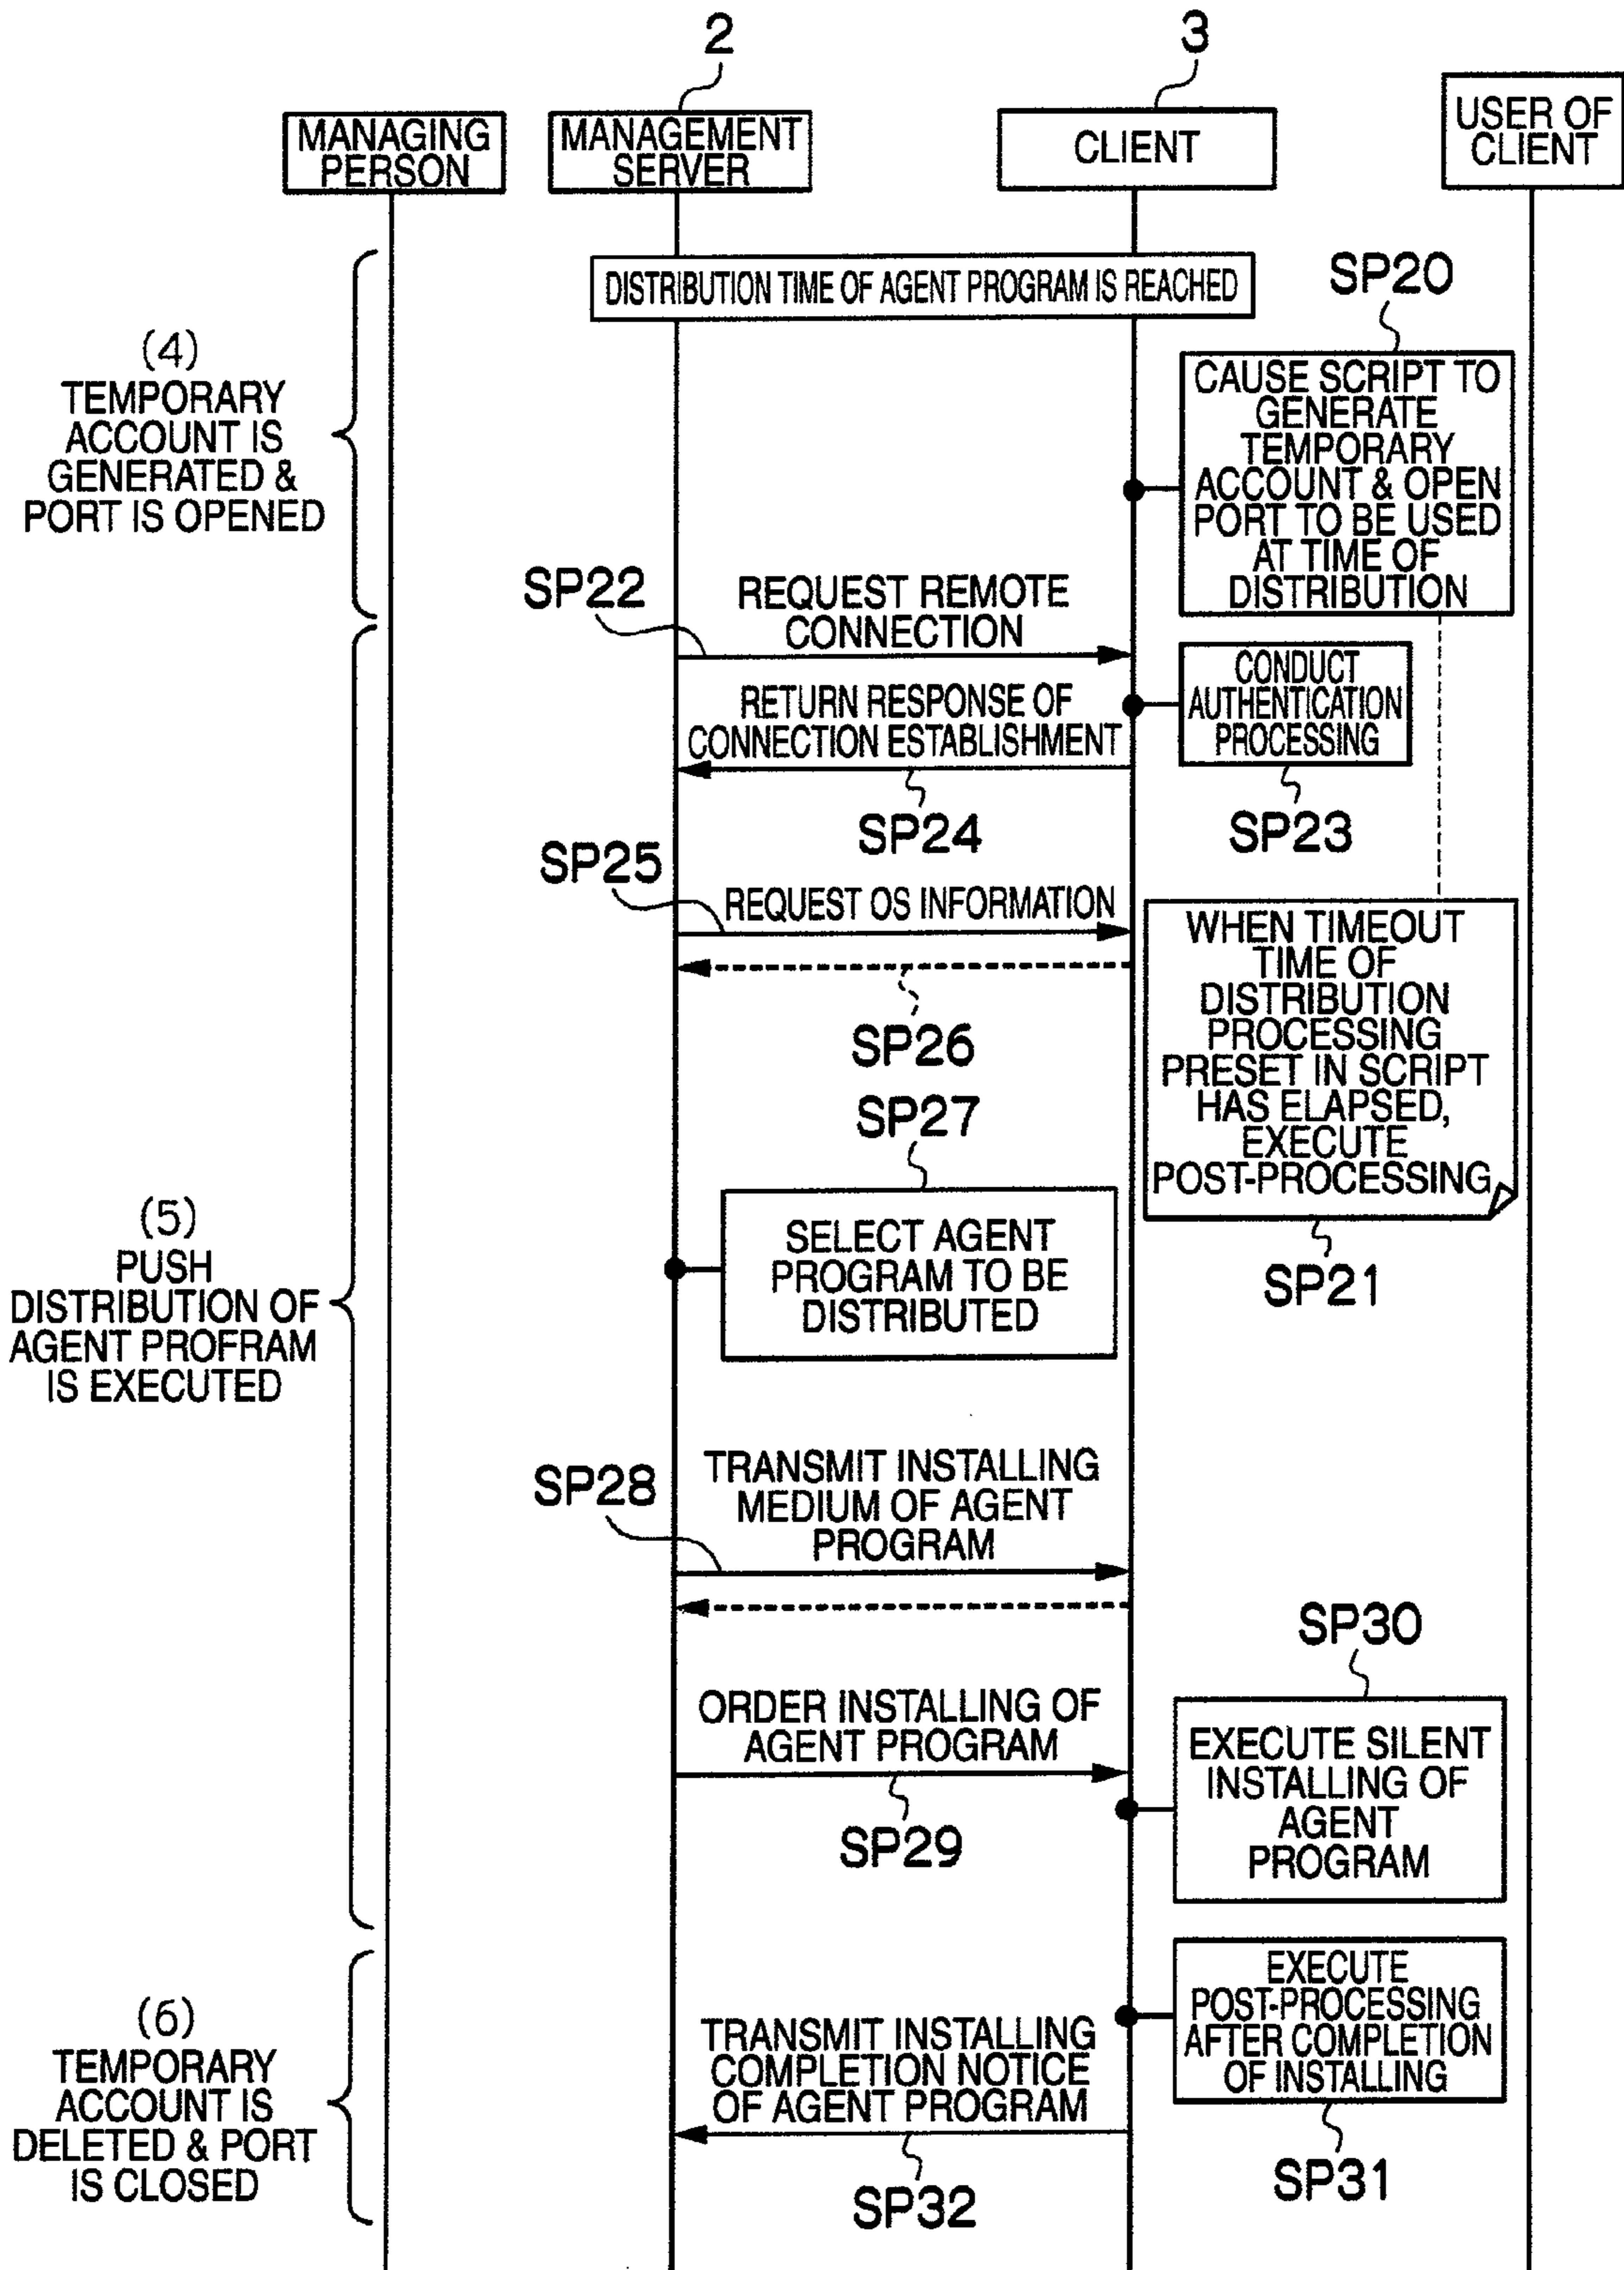 2
3
MANAGING
PERSON
MANAGEMENT
SERVER
CLIENT
USER OF
CLIENT
DISTRIBUTION TIME OF AGENT PROGRAM IS REACHED
SP20
(4)
TEMPORARY
ACCOUNT IS
GENERATED &
PORT IS OPENED
CAUSE SCRIPT TO
GENERATE
TEMPORARY
ACCOUNT & OPEN
PORT TO BE USED
AT TIME OF
DISTRIBUTION
SP22
REQUEST REMOTE
CONNECTION
CONDUCT
AUTHENTICATION
PROCESSING
SP23
RETURN RESPONSE OF
CONNECTION ESTABLISHMENT
SP24
SP25
REQUEST OS INFORMATION
SP26
WHEN TIMEOUT
TIME OF
DISTRIBUTION
PROCESSING
PRESET IN SCRIPT
HAS ELAPSED,
EXECUTE
POST-PROCESSING
SP21
SP27
SELECT AGENT
PROGRAM TO BE
DISTRIBUTED
(5)
PUSH
DISTRIBUTION OF
AGENT PROFRAM
IS EXECUTED
SP28
TRANSMIT INSTALLING
MEDIUM OF AGENT
PROGRAM
SP30
ORDER INSTALLING OF
AGENT PROGRAM
SP29
EXECUTE SILENT
INSTALLING OF
AGENT
PROGRAM
(6)
TEMPORARY
ACCOUNT IS
DELETED & PORT
IS CLOSED
EXECUTE
POST-PROCESSING
AFTER COMPLETION
OF INSTALLING
SP31
TRANSMIT INSTALLING
COMPLETION NOTICE
OF AGENT PROGRAM
SP32